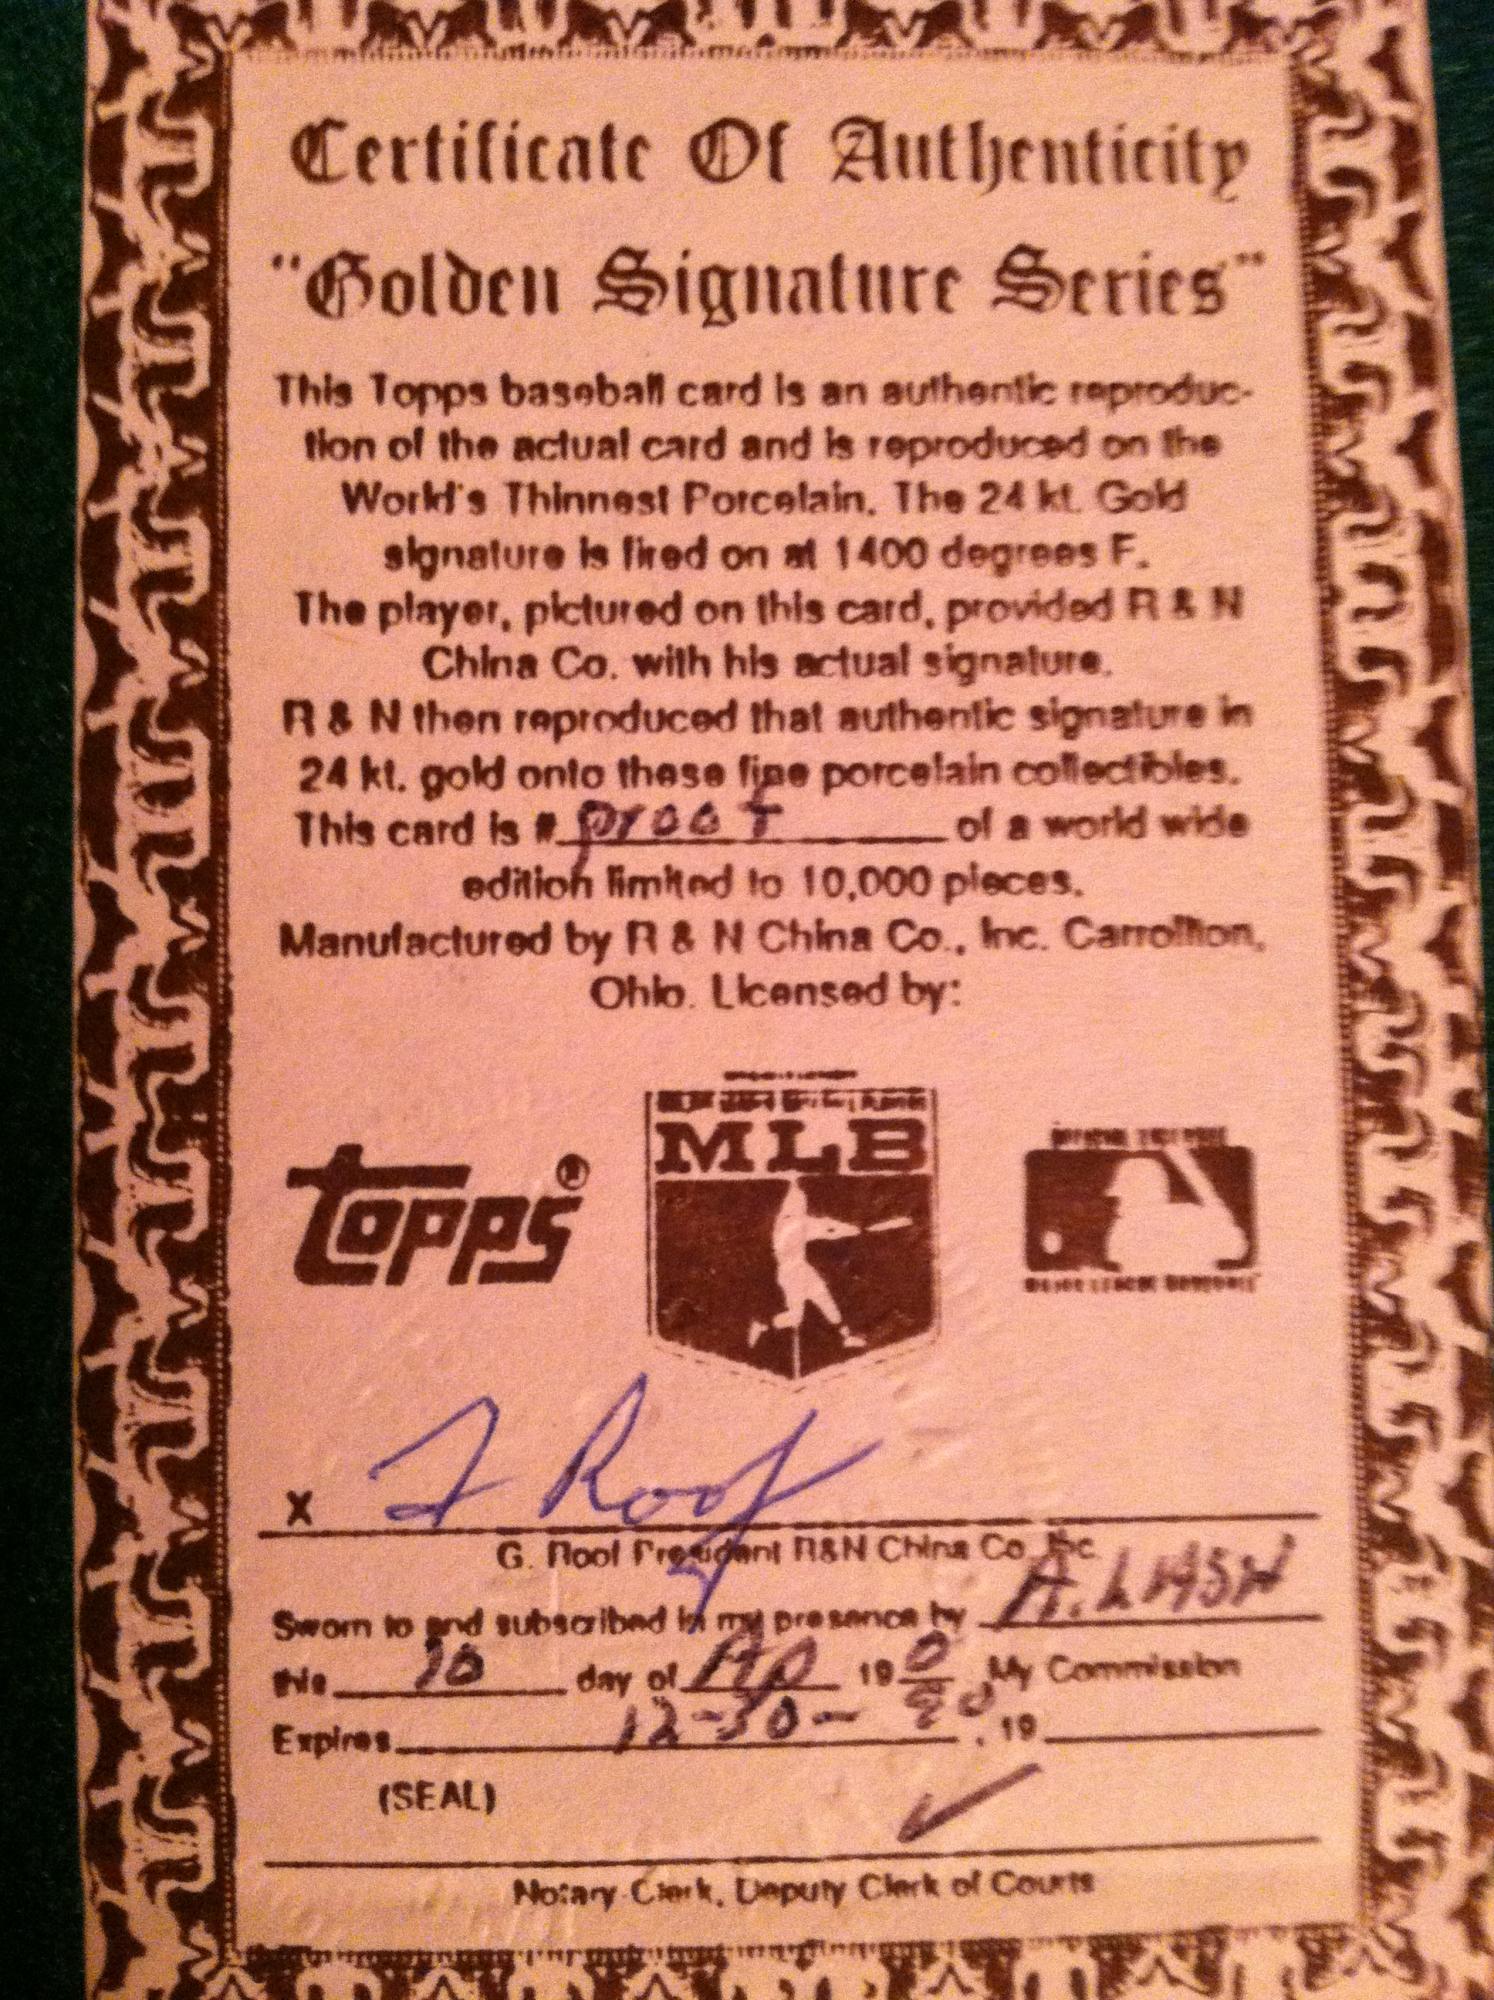 Certificate Of Authenticity
"Golden Signature Series"
This Topps baseball card is an authentic reproduc-
tion of the actual card and is reproduced on the
World's Thinnest Porcelain. The 24 kt. Gold
signature is fired on at 1400 degrees F.
The player, pictured on this card, provided R & N
China Co. with his actual signature.
R & N then reproduced that authentic signature in
24 kt. gold onto these fine porcelain collectibles.
This card is # proof of a world wide
edition limited to 10,000 pieces.
Manufactured by R & N China Co., Inc. Carrollton,
Ohio. Licensed by:
MLB
topps®
MAJOR LEAGUE BASEBALL
X Roof
G. Roof President R&N China Co. Inc.
Sworn to and subscribed in my presence by
this day of 19 My Commission
Expires 12-30- , 19
(SEAL)
Notary Clerk, Deputy Clerk of Courts